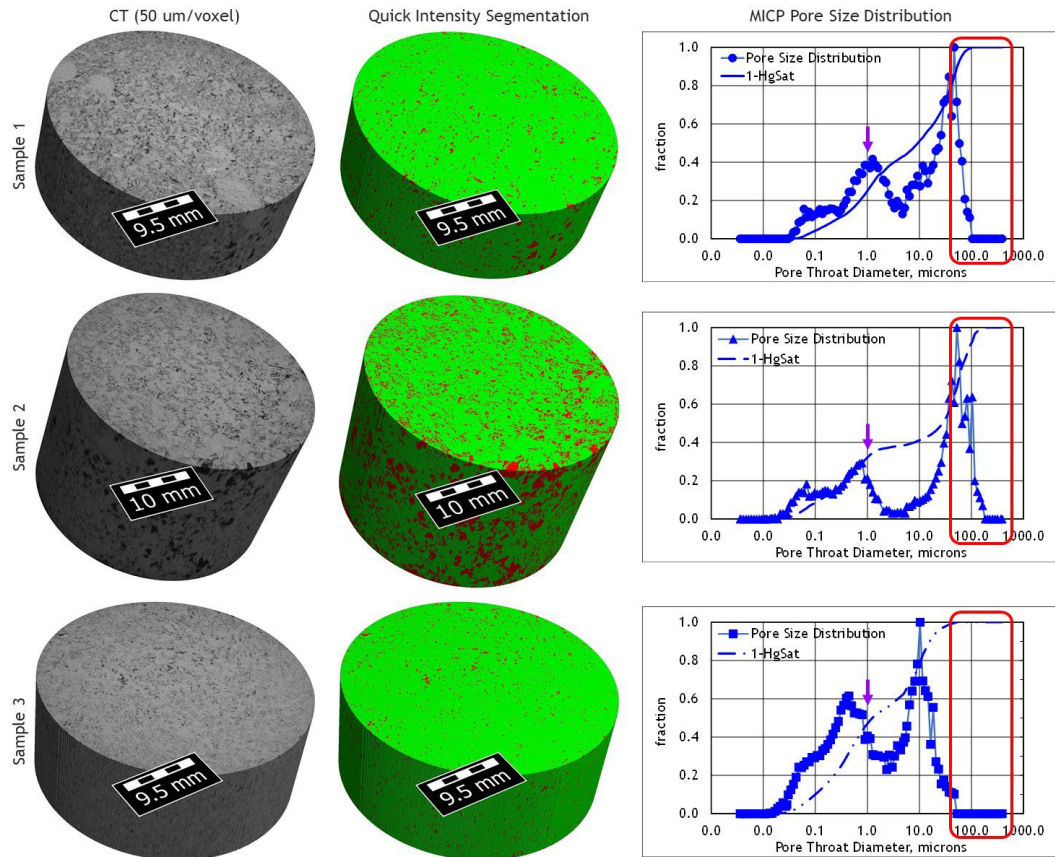 CT (50 um/voxel)
Quick Intensity Segmentation
MICP Pore Size Distribution
Sample 1
9.5 mm
9.5 mm
1.0
0.8
0.6
0.4
0.2
0.0
fraction
Pore Size Distribution
1-HgSat
0.0 0.0 0.1 1.0 10.0 100.0 1000.0
Pore Throat Diameter, microns
Sample 2
10 mm
10 mm
1.0
0.8
0.6
0.4
0.2
0.0
fraction
Pore Size Distribution
1-HgSat
0.0 0.0 0.1 1.0 10.0 100.0 1000.0
Pore Throat Diameter, microns
Sample 3
9.5 mm
9.5 mm
1.0
0.8
0.6
0.4
0.2
0.0
fraction
Pore Size Distribution
1-HgSat
0.0 0.0 0.1 1.0 10.0 100.0 1000.0
Pore Throat Diameter, microns